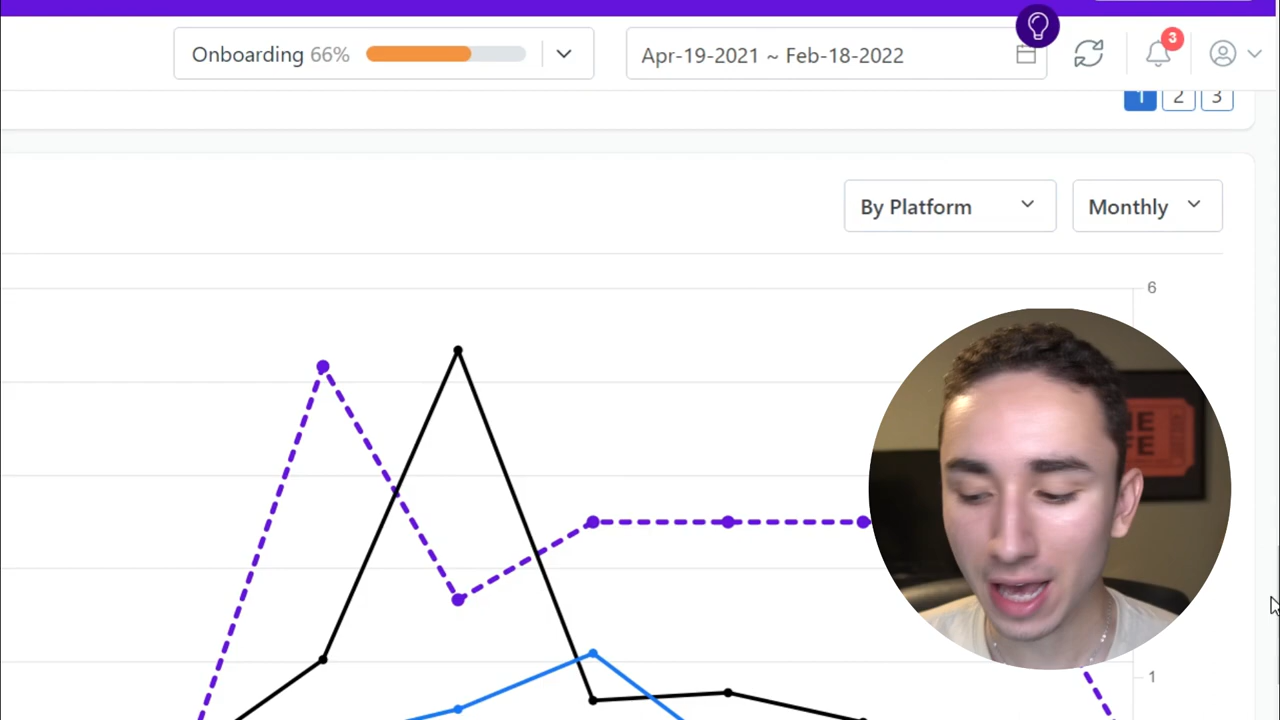 Onboarding 66%
Apr-19-2021 ~ Feb-18-2022
3
1 2 3
By Platform
Monthly
6
1